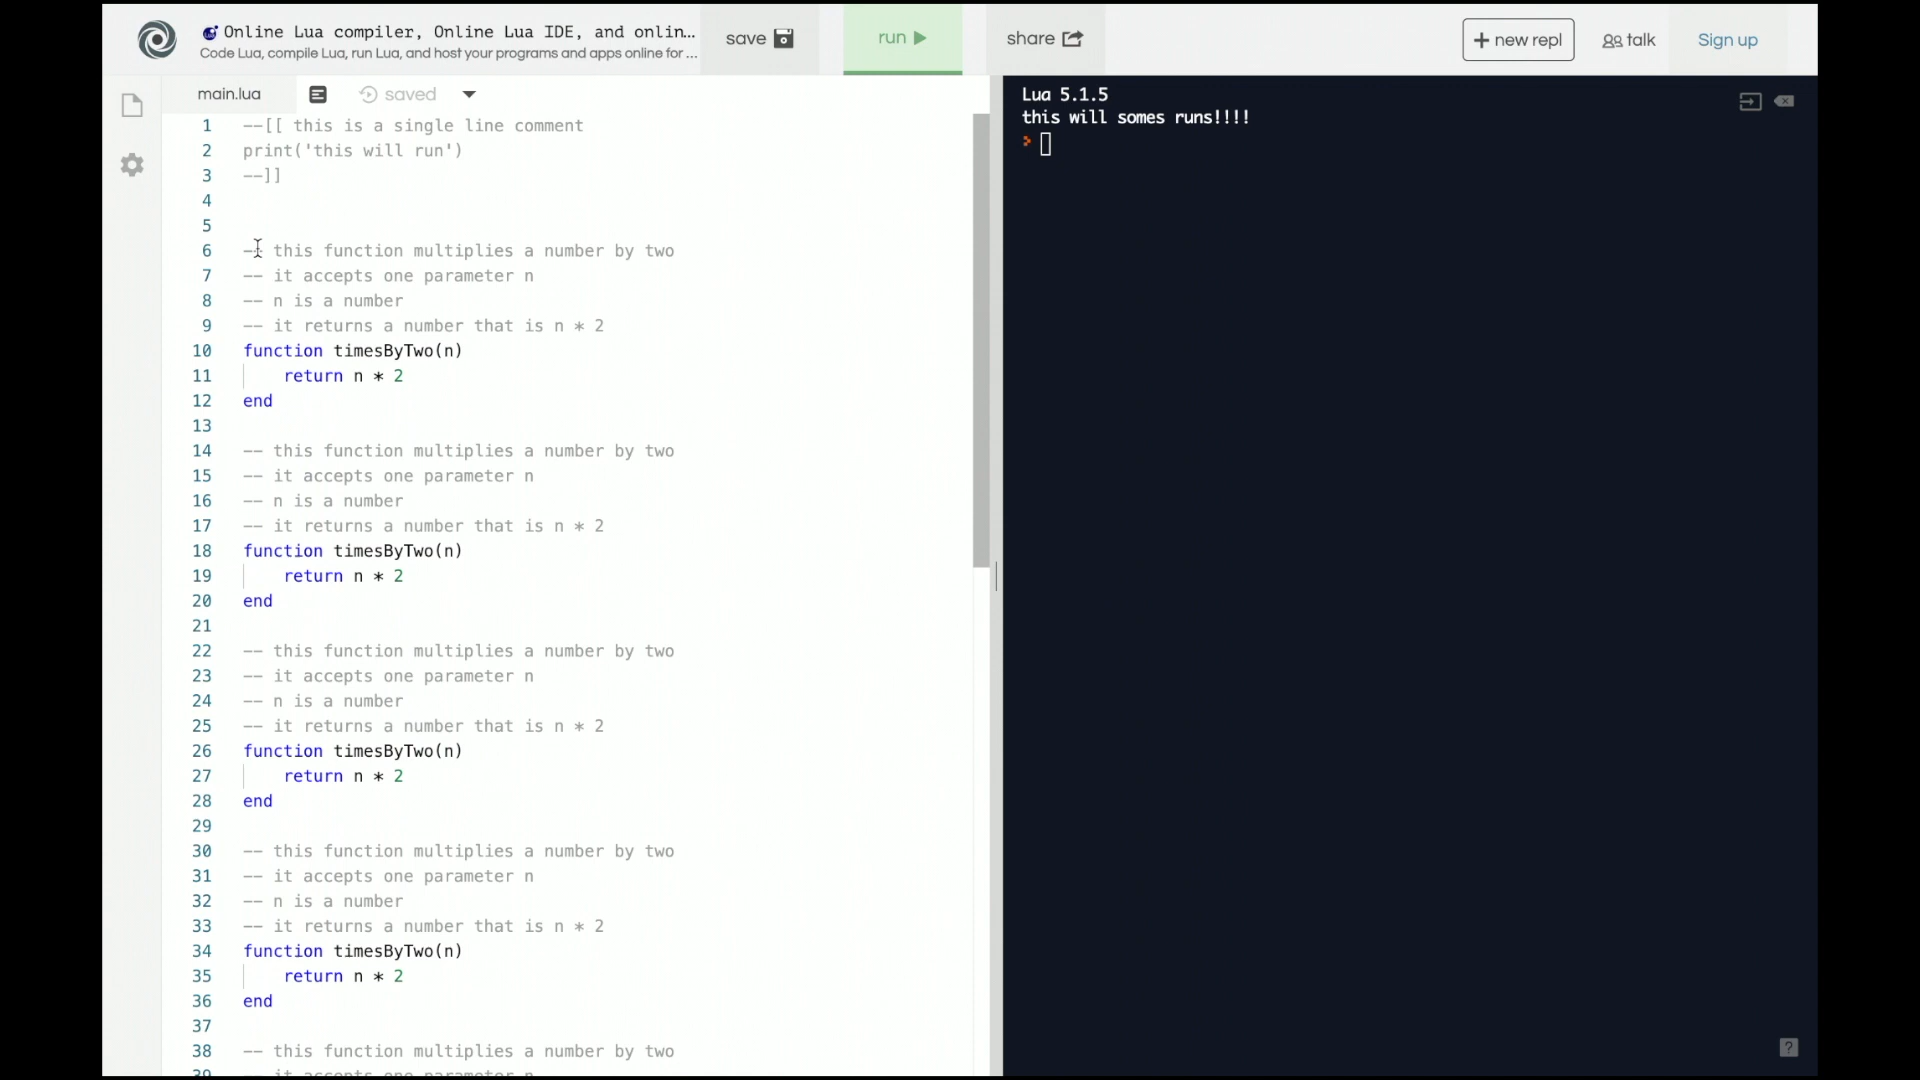 Online Lua compiler, Online Lua IDE, and onlin...
Code Lua, compile Lua, run Lua, and host your programs and apps online for ...
save
run
share
+ new repl
talk
Sign up
main.lua
saved
1 --[[ this is a single line comment
2 print('this will run')
3 --]]
4
5
6 -- this function multiplies a number by two
7 -- it accepts one parameter n
8 -- n is a number
9 -- it returns a number that is n * 2
10 function timesByTwo(n)
11 return n * 2
12 end
13
14 -- this function multiplies a number by two
15 -- it accepts one parameter n
16 -- n is a number
17 -- it returns a number that is n * 2
18 function timesByTwo(n)
19 return n * 2
20 end
21
22 -- this function multiplies a number by two
23 -- it accepts one parameter n
24 -- n is a number
25 -- it returns a number that is n * 2
26 function timesByTwo(n)
27 return n * 2
28 end
29
30 -- this function multiplies a number by two
31 -- it accepts one parameter n
32 -- n is a number
33 -- it returns a number that is n * 2
34 function timesByTwo(n)
35 return n * 2
36 end
37
38 -- this function multiplies a number by two
39 -- it accepts one parameter n
Lua 5.1.5
this will somes runs!!!!
>
?